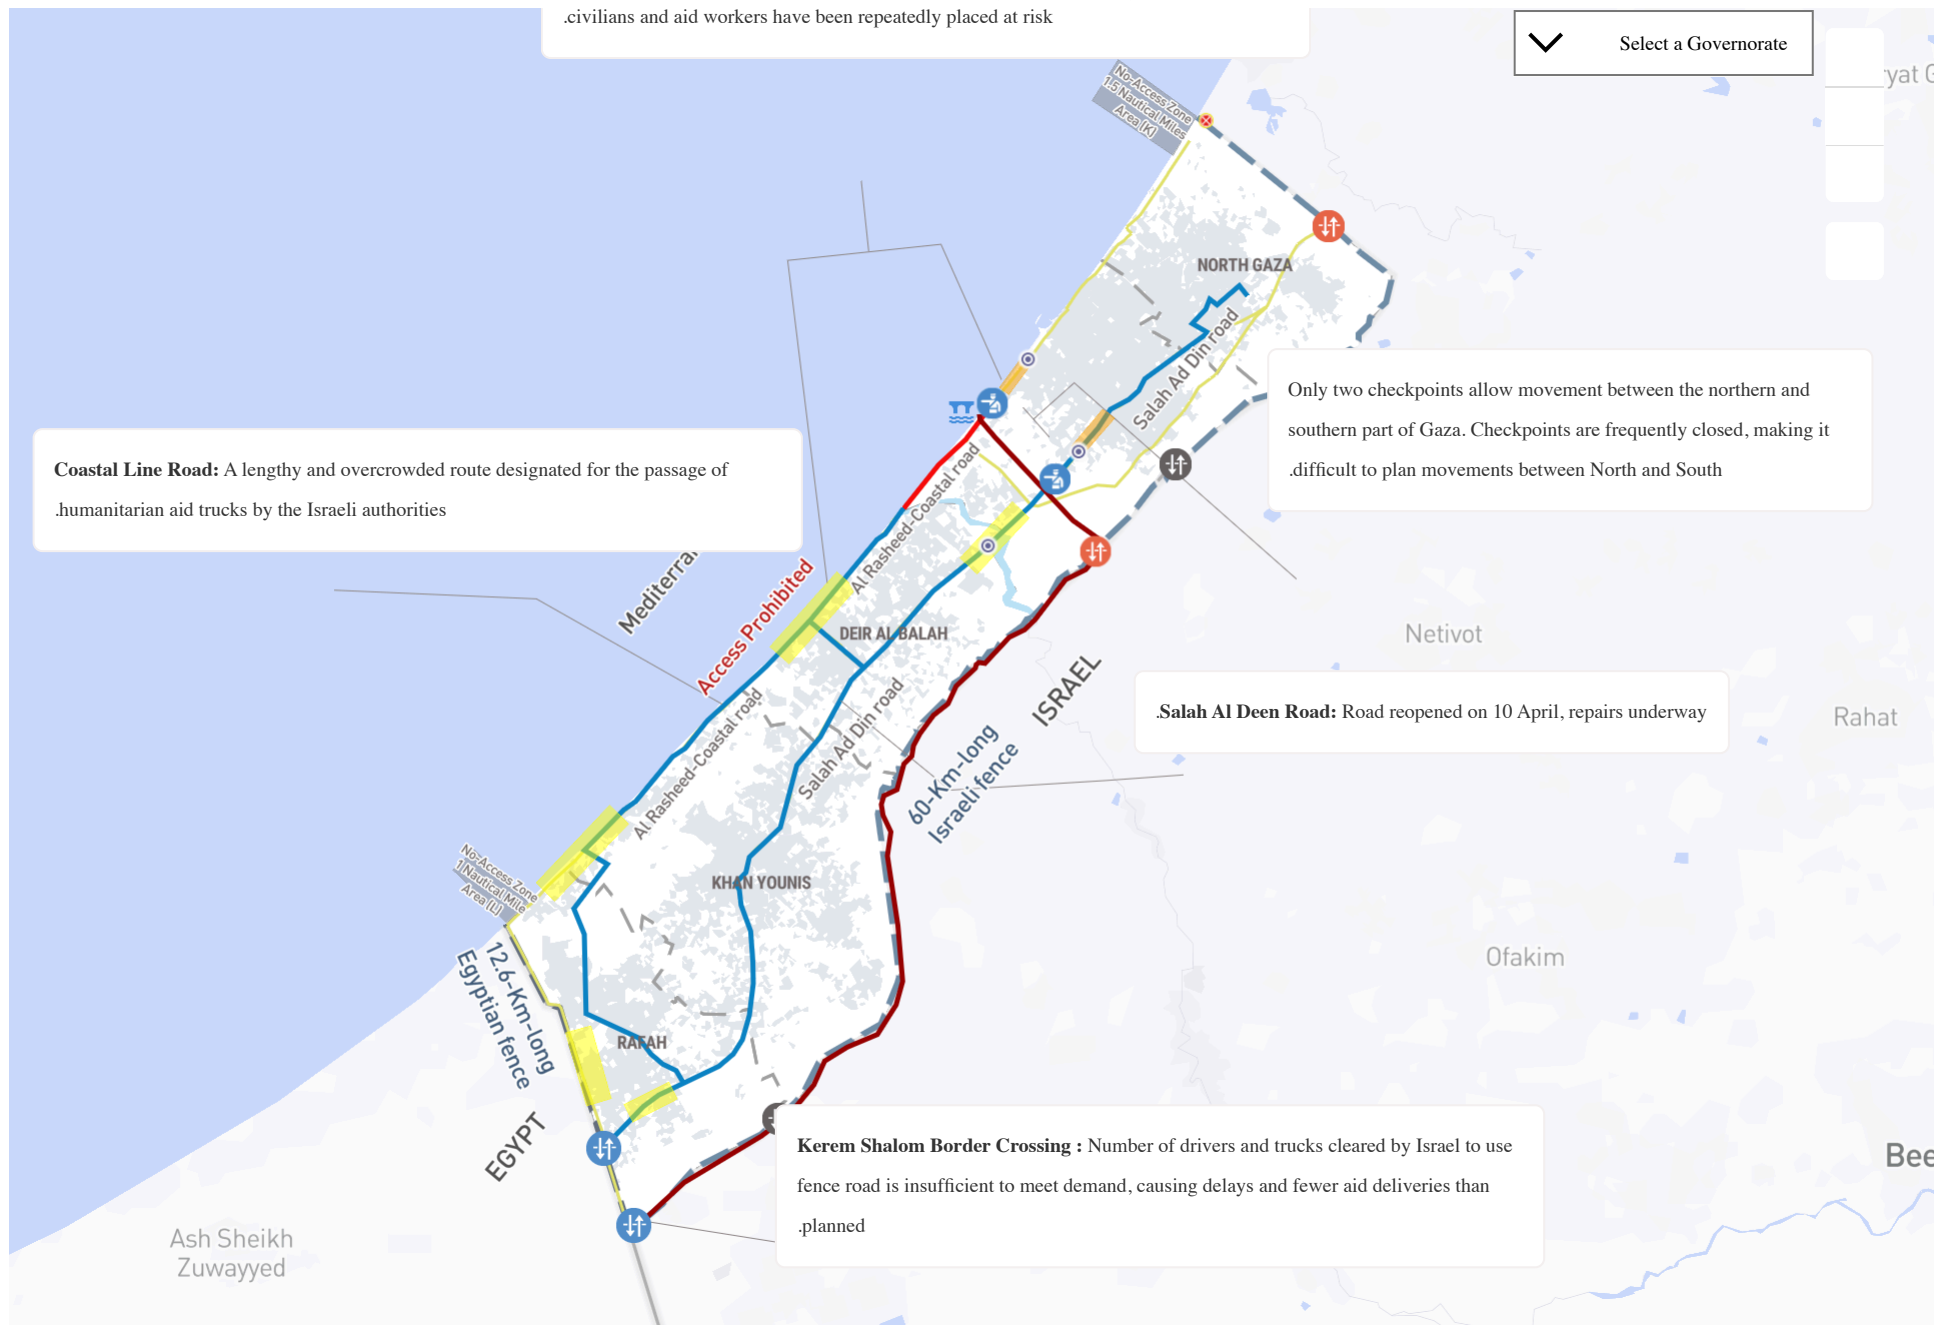 .civilians and aid workers have been repeatedly placed at risk
Select a Governorate
No-Access Zone
1.5 Nautical Miles
Area (K)
NORTH GAZA
Salah Ad Din road
Only two checkpoints allow movement between the northern and
southern part of Gaza. Checkpoints are frequently closed, making it
.difficult to plan movements between North and South
Coastal Line Road: A lengthy and overcrowded route designated for the passage of
.humanitarian aid trucks by the Israeli authorities
Al Rasheed-Coastal road
Access Prohibited
DEIR AL BALAH
Netivot
ISRAEL
.Salah Al Deen Road: Road reopened on 10 April, repairs underway
Rahat
Al Rasheed-Coastal road
Salah Ad Din road
60-Km-long
Israeli fence
No-Access Zone
1 Nautical Mile
Area (L)
KHAN YOUNIS
Ofakim
12.6-Km-long
Egyptian fence
RAFAH
EGYPT
Kerem Shalom Border Crossing : Number of drivers and trucks cleared by Israel to use
fence road is insufficient to meet demand, causing delays and fewer aid deliveries than
.planned
Ash Sheikh
Zuwayyed